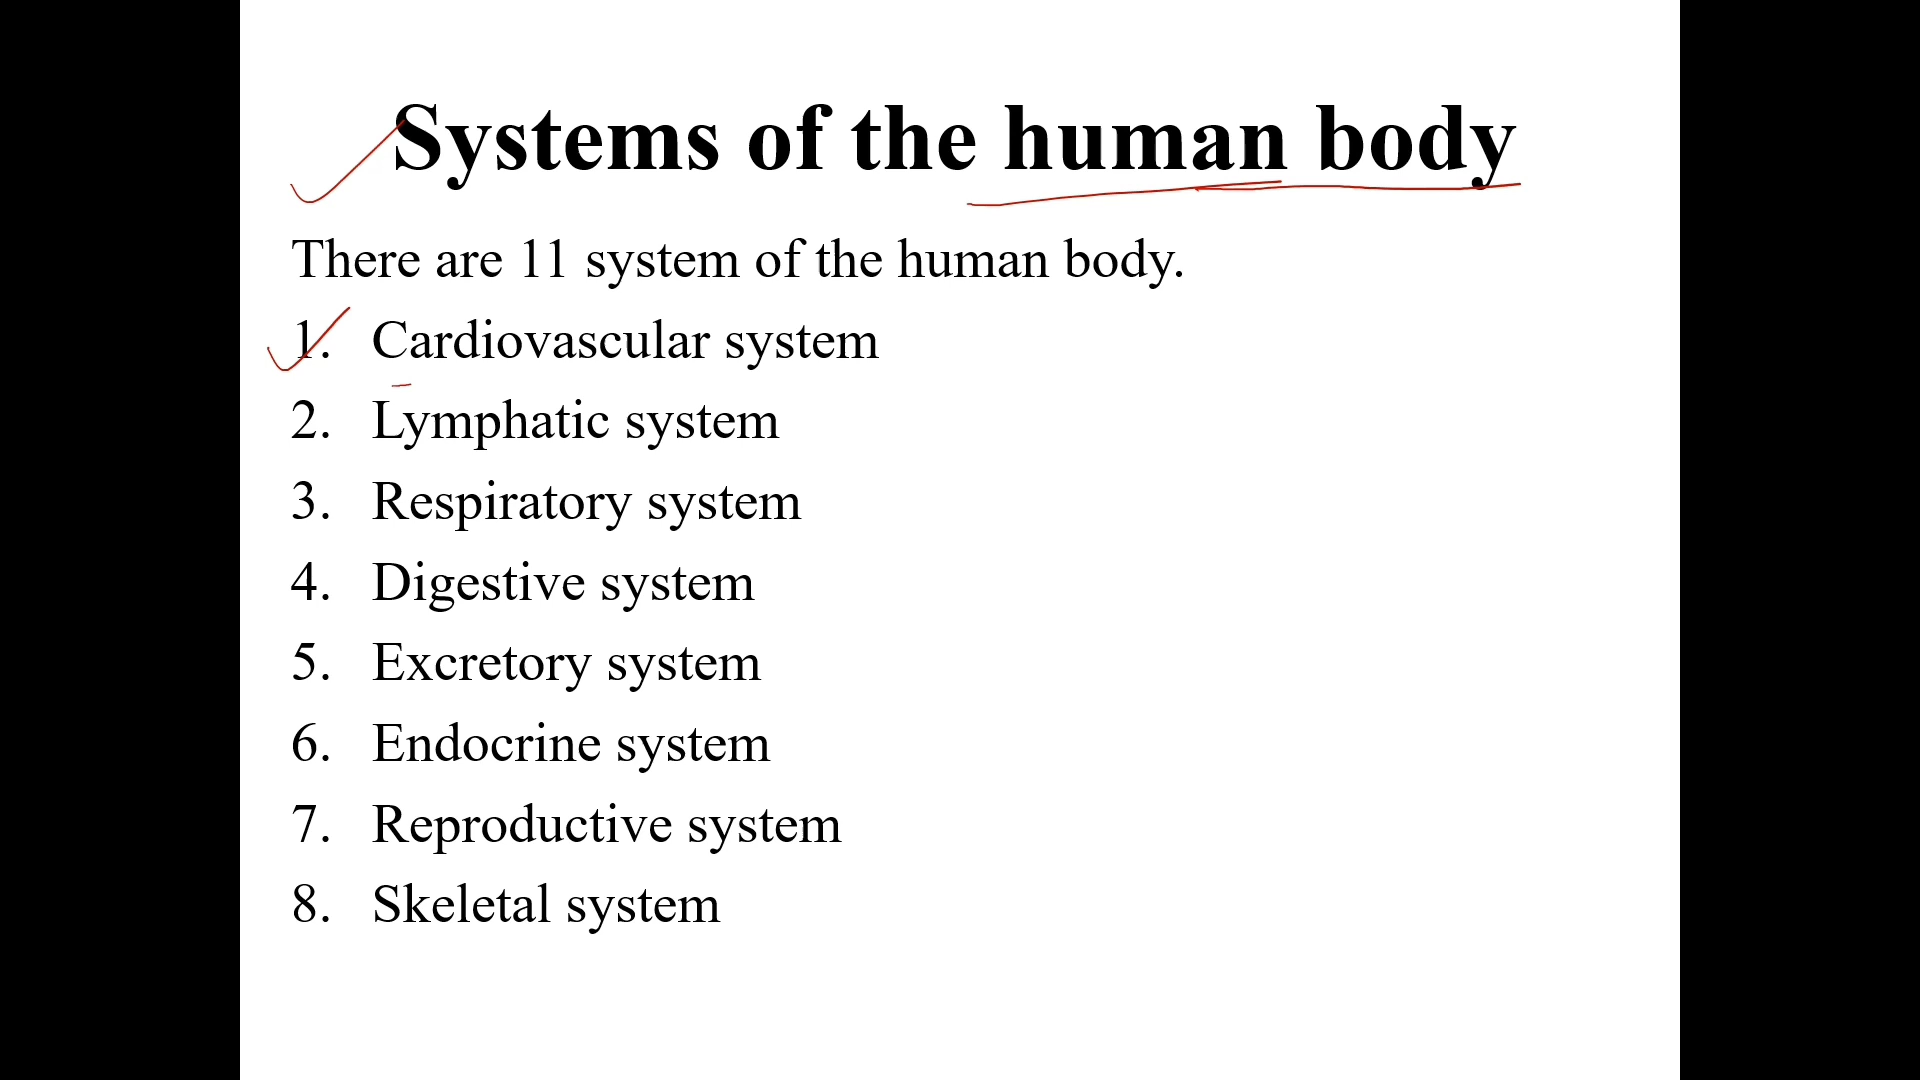 Systems of the human body
There are 11 system of the human body.
1. Cardiovascular system
2. Lymphatic system
3. Respiratory system
4. Digestive system
5. Excretory system
6. Endocrine system
7. Reproductive system
8. Skeletal system